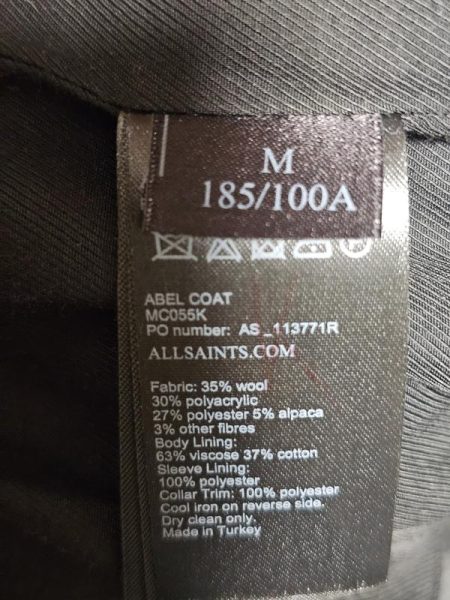 M
185/100A
ABEL COAT
MC055K
PO number: AS_113771R
ALLSAINTS.COM
Fabric: 35% wool
30% polyacrylic
27% polyester 5% alpaca
3% other fibres
Body Lining:
63% viscose 37% cotton
Sleeve Lining:
100% polyester
Collar Trim: 100% polyester
Cool iron on reverse side.
Dry clean only.
Made in Turkey